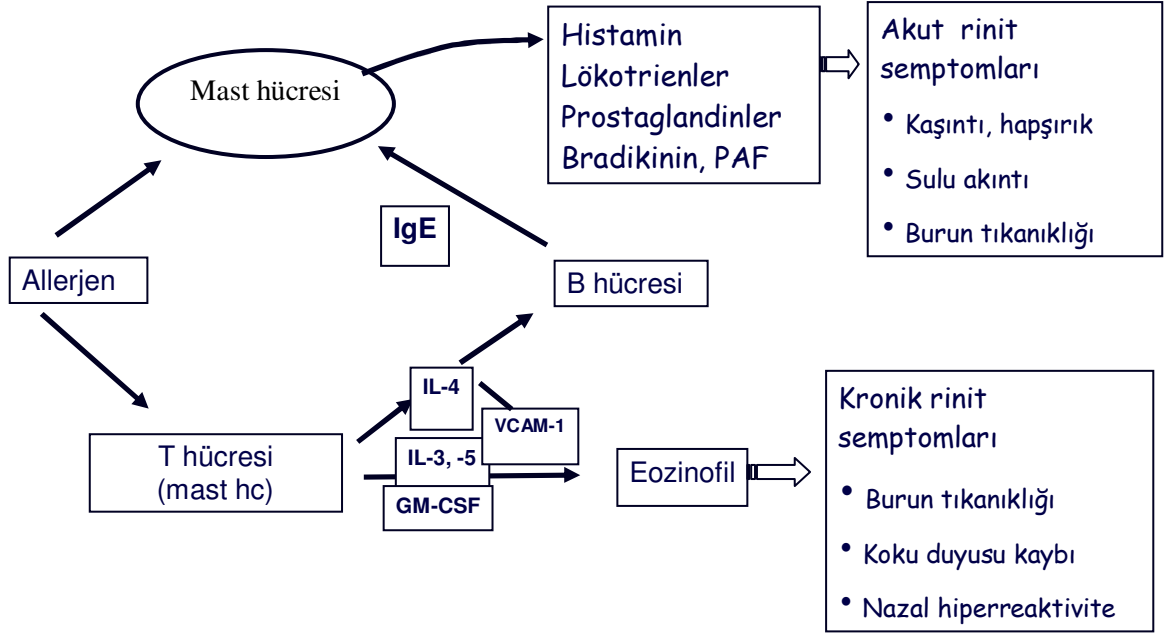 Mast hücresi
Histamin
Lökotrienler
Prostaglandinler
Bradikinin, PAF
Akut rinit
semptomları
• Kaşıntı, hapşırık
• Sulu akıntı
• Burun tıkanıklığı
IgE
Allerjen
B hücresi
IL-4
VCAM-1
T hücresi
(mast hc)
IL-3, -5
GM-CSF
Eozinofil
Kronik rinit
semptomları
• Burun tıkanıklığı
• Koku duyusu kaybı
• Nazal hiperreaktivite